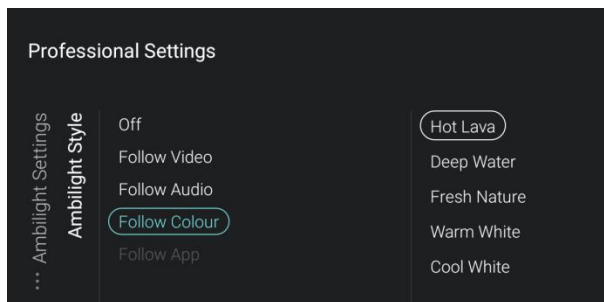 Professional Settings
... Ambilight Settings
Ambilight Style
Off
Follow Video
Follow Audio
Follow Colour
Follow App
Hot Lava
Deep Water
Fresh Nature
Warm White
Cool White